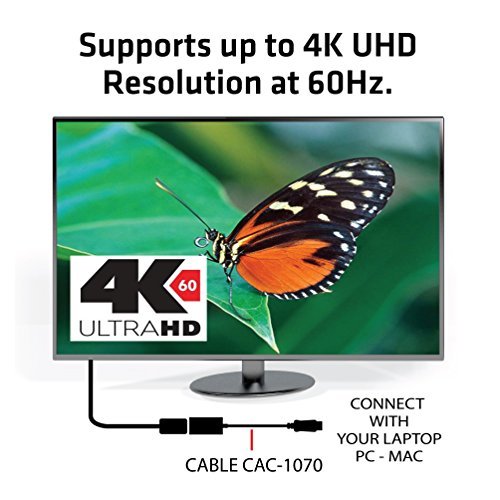 Supports up to 4K UHD
Resolution at 60Hz.
4K 60
ULTRAHD
CONNECT
WITH
YOUR LAPTOP
PC - MAC
CABLE CAC-1070